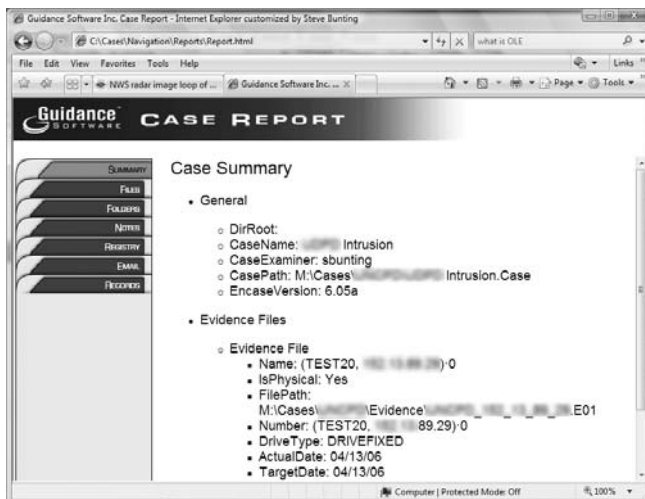 Guidance Software Inc. Case Report - Internet Explorer customized by Steve Bunting
C:\Cases\Navigation\Reports\Report.html
what is OLE
File Edit View Favorites Tools Help
Links
NWS radar image loop of ...
Guidance Software Inc. ...
Page
Tools
Guidance SOFTWARE CASE REPORT
SUMMARY
FILES
FOLDERS
NOTES
REGISTRY
EMAIL
RECORDS
Case Summary
• General
DirRoot:
CaseName: Intrusion
CaseExaminer: sbunting
CasePath: M:\Cases\ Intrusion.Case
EncaseVersion: 6.05a
• Evidence Files
Evidence File
Name: (TEST20, )·0
IsPhysical: Yes
FilePath:
M:\Cases\ \Evidence\ .E01
Number: (TEST20, 89.29)·0
DriveType: DRIVEFIXED
ActualDate: 04/13/06
TargetDate: 04/13/06
Computer | Protected Mode: Off
100%